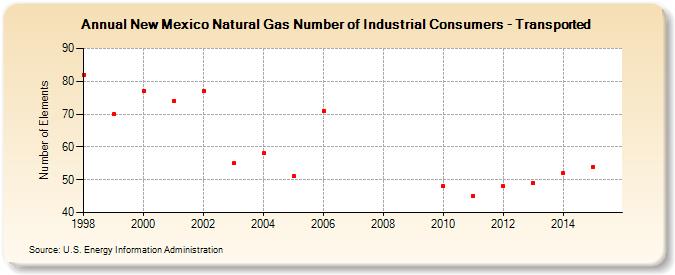 Annual New Mexico Natural Gas Number of Industrial Consumers - Transported
Number of Elements
90
80
70
60
50
40
1998 2000 2002 2004 2006 2008 2010 2012 2014
Source: U.S. Energy Information Administration